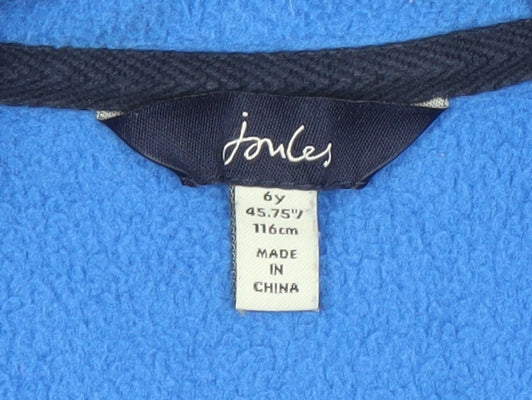 Joules
6y
45.75"/
116cm
MADE
IN
CHINA